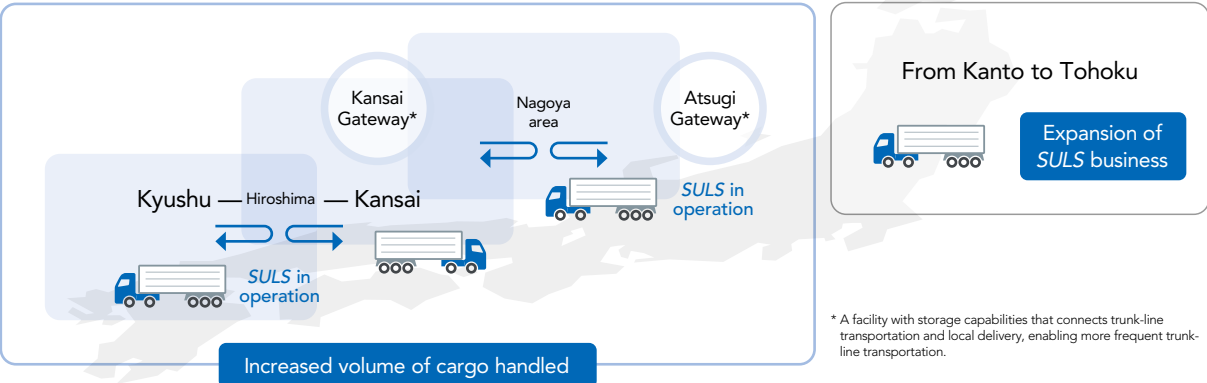 Kansai
Gateway*
Nagoya
area
Atsugi
Gateway*
Kyushu — Hiroshima — Kansai
SULS in
operation
SULS in
operation
Increased volume of cargo handled
From Kanto to Tohoku
Expansion of
SULS business
* A facility with storage capabilities that connects trunk-line
transportation and local delivery, enabling more frequent trunk-
line transportation.